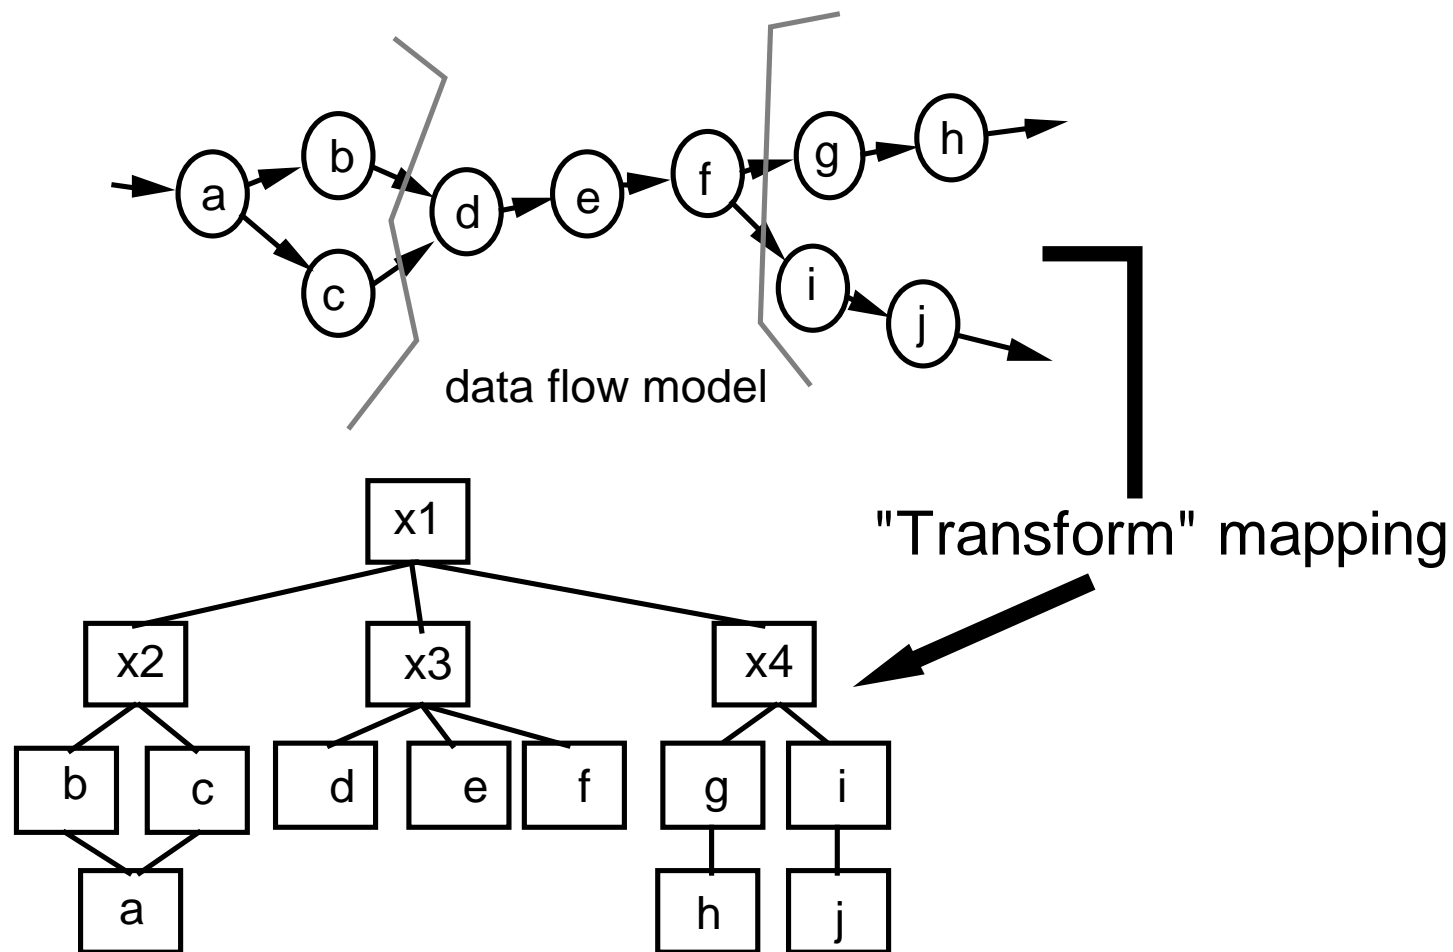 b
h
g
a
f
e
d
c
i
j
data flow model
x1
"Transform" mapping
x2
x3
x4
b
c
d
e
f
g
i
a
h
j